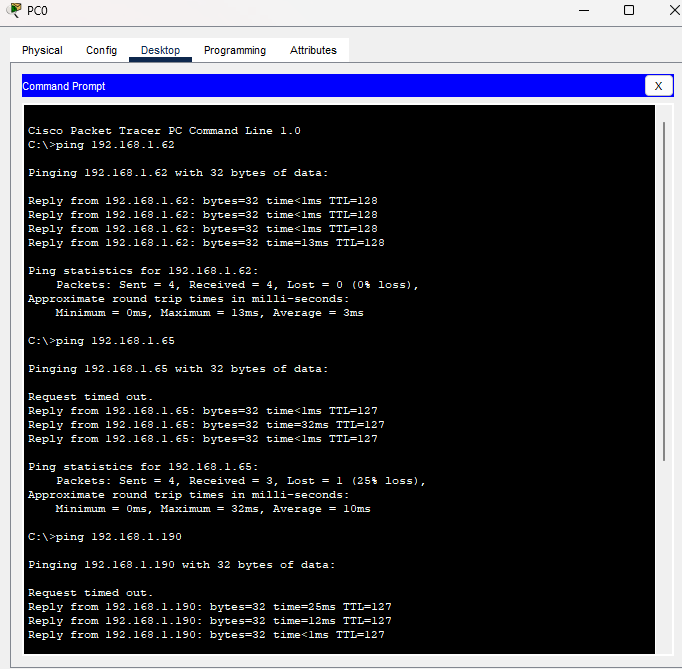 PC0
Physical Config Desktop Programming Attributes
Command Prompt X
Cisco Packet Tracer PC Command Line 1.0
C:\>ping 192.168.1.62
Pinging 192.168.1.62 with 32 bytes of data:
Reply from 192.168.1.62: bytes=32 time<1ms TTL=128
Reply from 192.168.1.62: bytes=32 time<1ms TTL=128
Reply from 192.168.1.62: bytes=32 time<1ms TTL=128
Reply from 192.168.1.62: bytes=32 time=13ms TTL=128
Ping statistics for 192.168.1.62:
Packets: Sent = 4, Received = 4, Lost = 0 (0% loss),
Approximate round trip times in milli-seconds:
Minimum = 0ms, Maximum = 13ms, Average = 3ms
C:\>ping 192.168.1.65
Pinging 192.168.1.65 with 32 bytes of data:
Request timed out.
Reply from 192.168.1.65: bytes=32 time<1ms TTL=127
Reply from 192.168.1.65: bytes=32 time=32ms TTL=127
Reply from 192.168.1.65: bytes=32 time<1ms TTL=127
Ping statistics for 192.168.1.65:
Packets: Sent = 4, Received = 3, Lost = 1 (25% loss),
Approximate round trip times in milli-seconds:
Minimum = 0ms, Maximum = 32ms, Average = 10ms
C:\>ping 192.168.1.190
Pinging 192.168.1.190 with 32 bytes of data:
Request timed out.
Reply from 192.168.1.190: bytes=32 time=25ms TTL=127
Reply from 192.168.1.190: bytes=32 time=12ms TTL=127
Reply from 192.168.1.190: bytes=32 time<1ms TTL=127